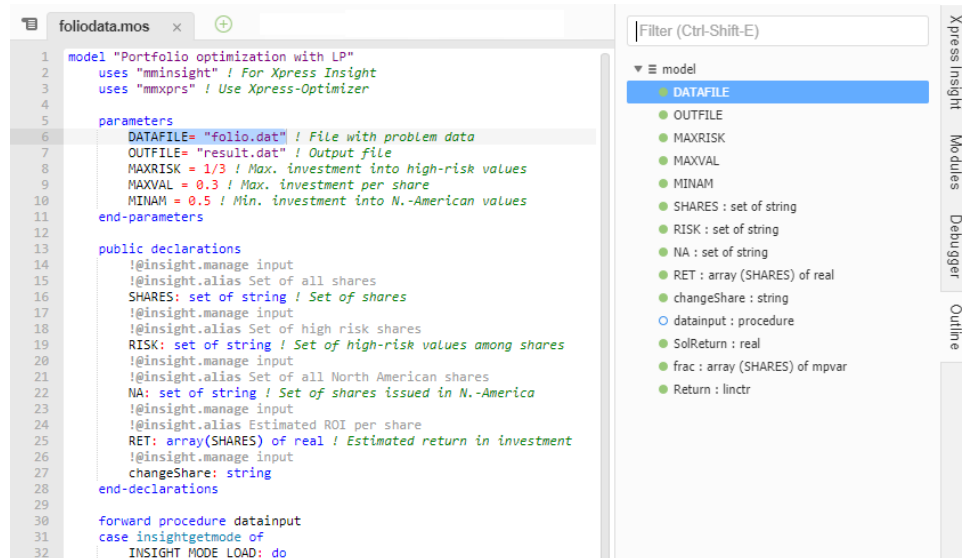 foliodata.mos ×
1 model "Portfolio optimization with LP"
2 uses "mminsight" ! For Xpress Insight
3 uses "mmxprs" ! Use Xpress-Optimizer
4
5 parameters
6 DATAFILE= "folio.dat" ! File with problem data
7 OUTFILE= "result.dat" ! Output file
8 MAXRISK = 1/3 ! Max. investment into high-risk values
9 MAXVAL = 0.3 ! Max. investment per share
10 MINAM = 0.5 ! Min. investment into N.-American values
11 end-parameters
12
13 public declarations
14 !@insight.manage input
15 !@insight.alias Set of all shares
16 SHARES: set of string ! Set of shares
17 !@insight.manage input
18 !@insight.alias Set of high risk shares
19 RISK: set of string ! Set of high-risk values among shares
20 !@insight.manage input
21 !@insight.alias Set of all North American shares
22 NA: set of string ! Set of shares issued in N.-America
23 !@insight.manage input
24 !@insight.alias Estimated ROI per share
25 RET: array(SHARES) of real ! Estimated return in investment
26 !@insight.manage input
27 changeShare: string
28 end-declarations
29
30 forward procedure datainput
31 case insightgetmode of
32 INSIGHT_MODE_LOAD: do
Filter (Ctrl-Shift-E)
model
DATAFILE
OUTFILE
MAXRISK
MAXVAL
MINAM
SHARES : set of string
RISK : set of string
NA : set of string
RET : array (SHARES) of real
changeShare : string
datainput : procedure
SolReturn : real
frac : array (SHARES) of mpvar
Return : linctr
Xpress Insight
Modules
Debugger
Outline